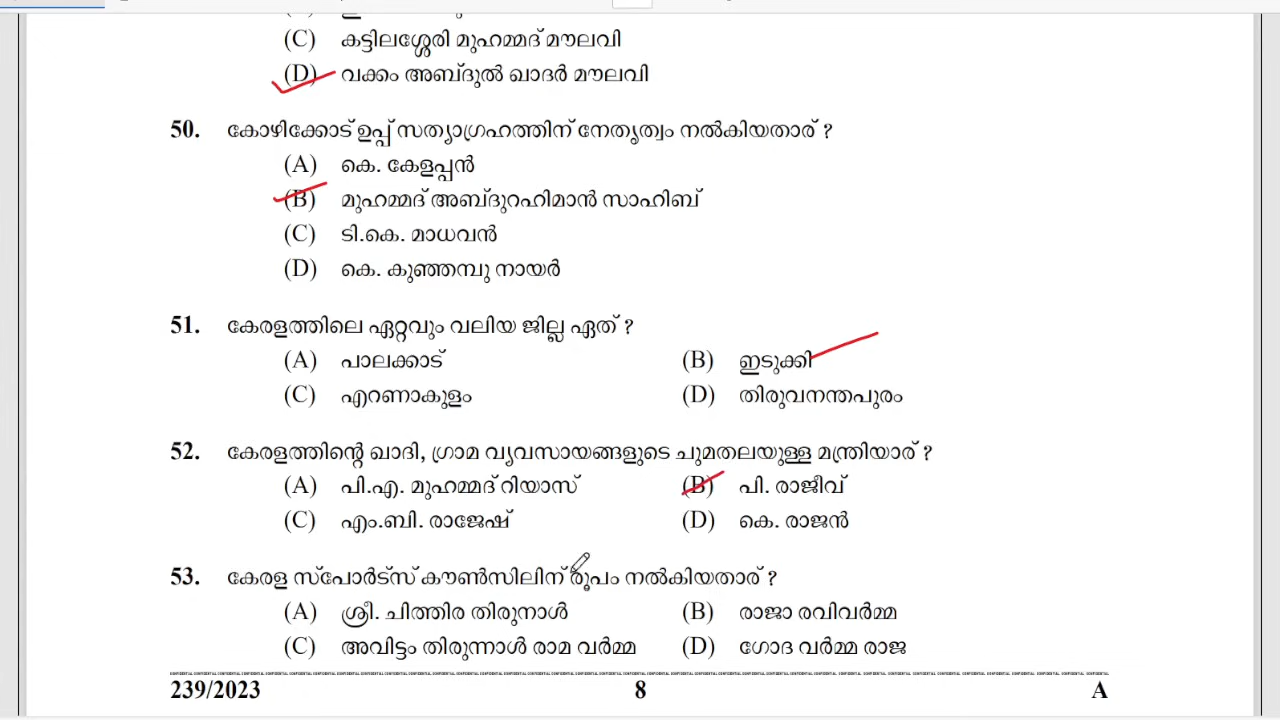 (C) കട്ടിലശ്ശേരി മുഹമ്മദ് മൗലവി
(D) വക്കം അബ്ദുൽ ഖാദർ മൗലവി
50. കോഴിക്കോട് ഉപ്പ് സത്യാഗ്രഹത്തിന് നേതൃത്വം നൽകിയതാര് ?
(A) കെ. കേളപ്പൻ
(B) മുഹമ്മദ് അബ്ദുറഹിമാൻ സാഹിബ്
(C) ടി.കെ. മാധവൻ
(D) കെ. കുഞ്ഞമ്പു നായർ
51. കേരളത്തിലെ ഏറ്റവും വലിയ ജില്ല ഏത് ?
(A) പാലക്കാട് (B) ഇടുക്കി
(C) എറണാകുളം (D) തിരുവനന്തപുരം
52. കേരളത്തിന്റെ ഖാദി, ഗ്രാമ വ്യവസായങ്ങളുടെ ചുമതലയുള്ള മന്ത്രിയാര് ?
(A) പി.എ. മുഹമ്മദ് റിയാസ് (B) പി. രാജീവ്
(C) എം.ബി. രാജേഷ് (D) കെ. രാജൻ
53. കേരള സ്പോർട്സ് കൗൺസിലിന് രൂപം നൽകിയതാര് ?
(A) ശ്രീ. ചിത്തിര തിരുനാൾ (B) രാജാ രവിവർമ്മ
(C) അവിട്ടം തിരുന്നാൾ രാമ വർമ്മ (D) ഗോദ വർമ്മ രാജ
239/2023 8 A